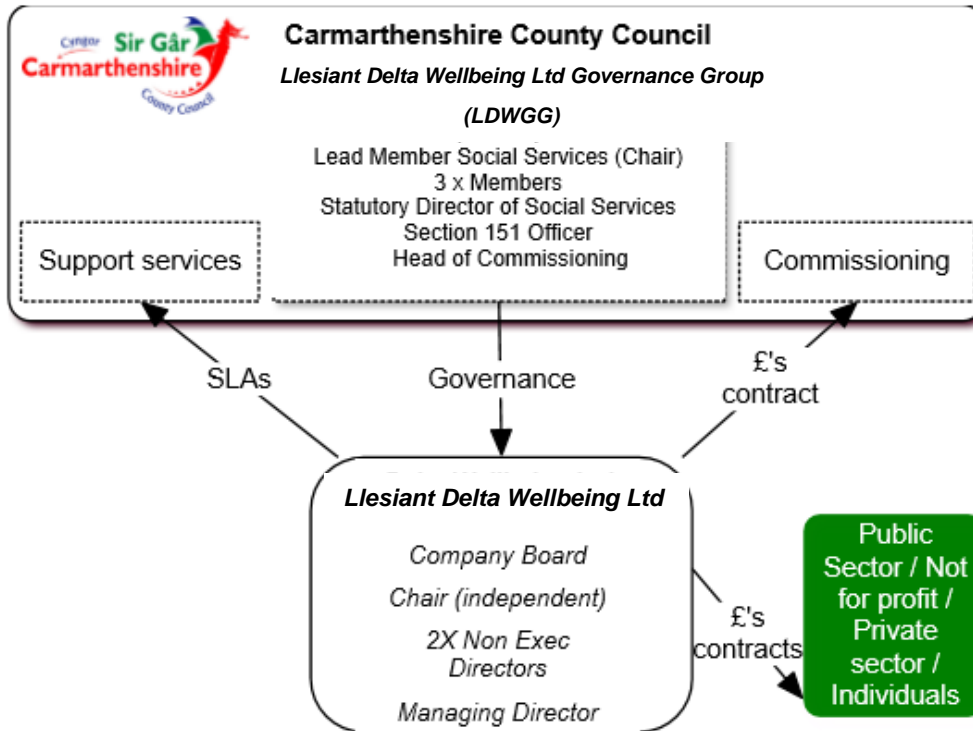 Cyngor Sir Gâr
Carmarthenshire
County Council
Carmarthenshire County Council
Llesiant Delta Wellbeing Ltd Governance Group
(LDWGG)
Lead Member Social Services (Chair)
3 x Members
Statutory Director of Social Services
Section 151 Officer
Head of Commissioning
Support services
Commissioning
SLAs
Governance
£'s
contract
Llesiant Delta Wellbeing Ltd
Company Board
Chair (independent)
2X Non Exec
Directors
Managing Director
£'s
contracts
Public
Sector / Not
for profit /
Private
sector /
Individuals